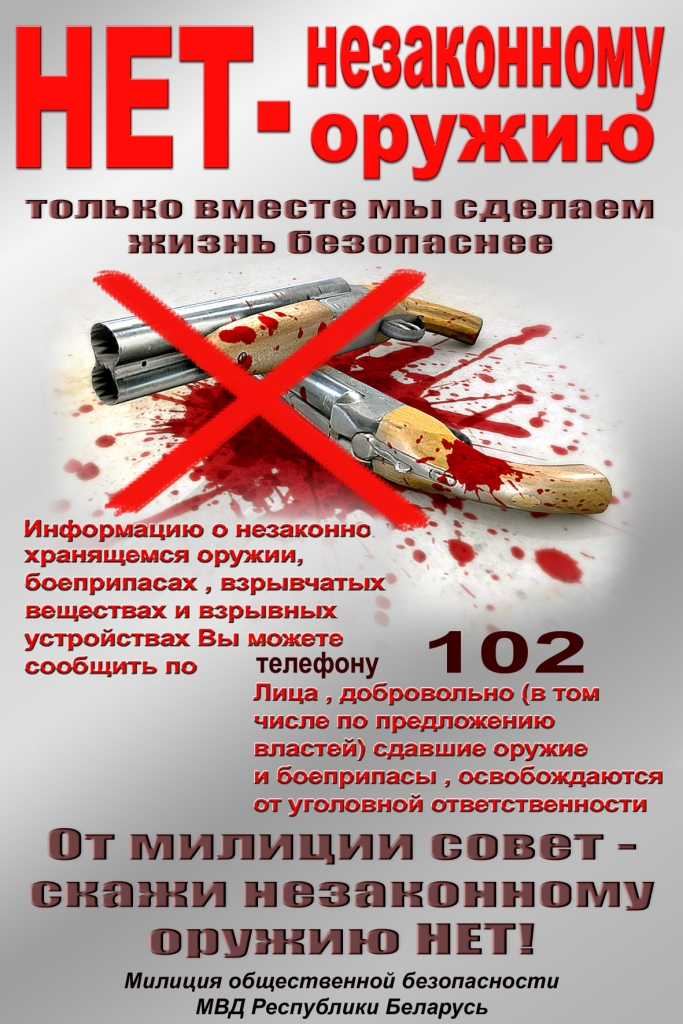 НЕТ-
незаконному
оружию
только вместе мы сделаем
жизнь безопаснее
Информацию о незаконно
хранящемся оружии,
боеприпасах , взрывчатых
веществах и взрывных
устройствах Вы можете
сообщить по телефону 102
Лица , добровольно (в том
числе по предложению
властей) сдавшие оружие
и боеприпасы , освобождаются
от уголовной ответственности
От милиции совет -
скажи незаконному
оружию НЕТ!
Милиция общественной безопасности
МВД Республики Беларусь